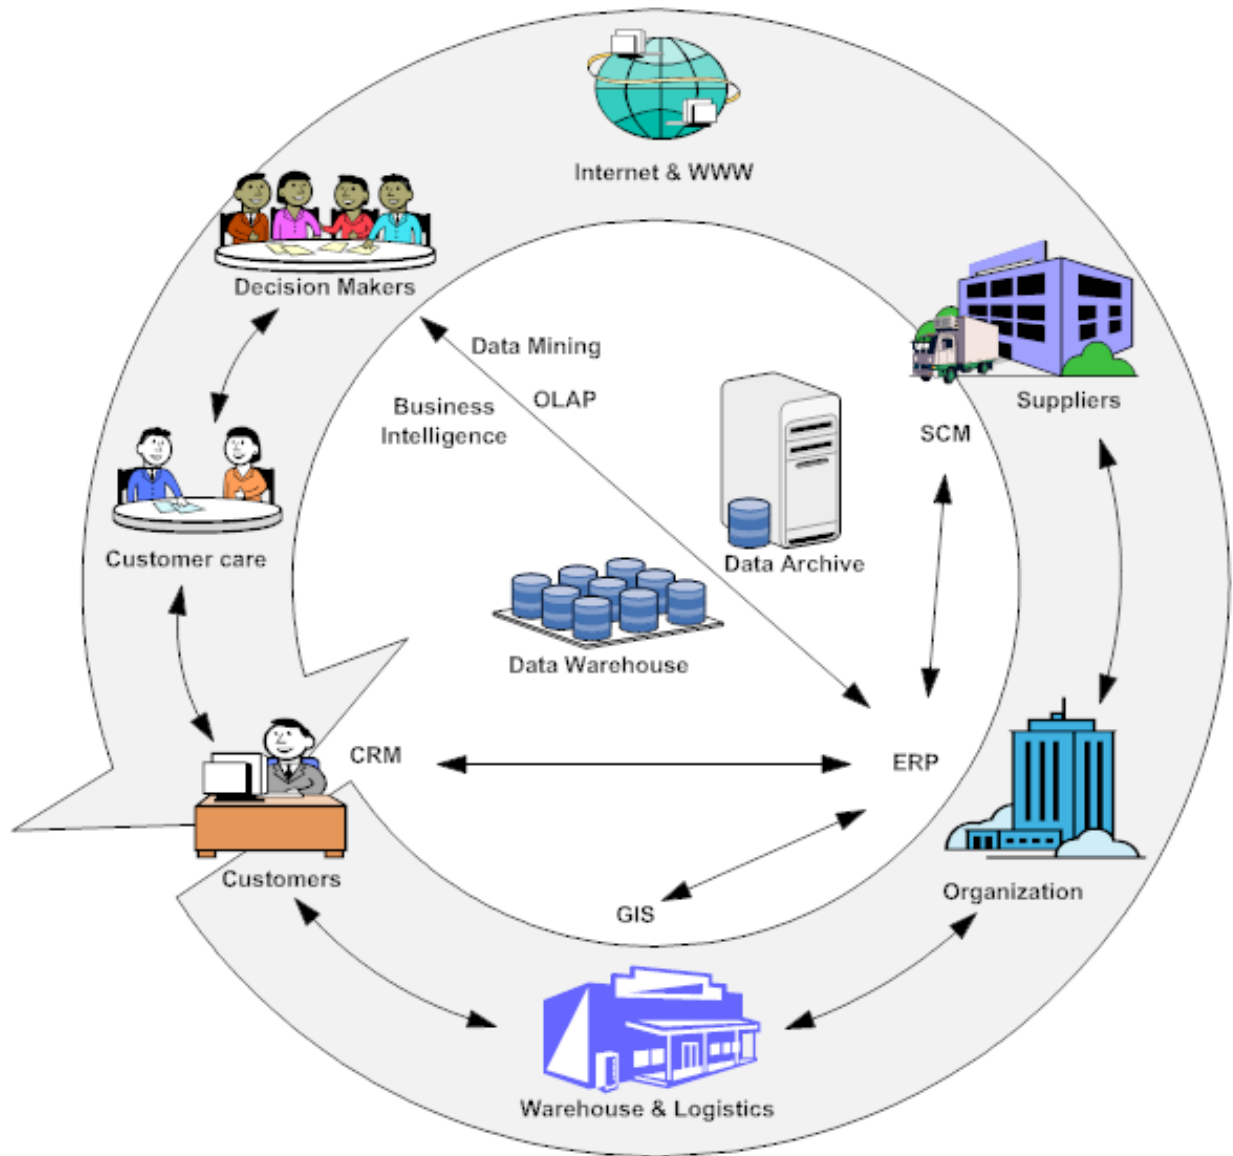 Internet & WWW
Decision Makers
Data Mining
OLAP
Business
Intelligence
Suppliers
SCM
Customer care
Data Archive
Data Warehouse
CRM
ERP
Customers
Organization
GIS
Warehouse & Logistics